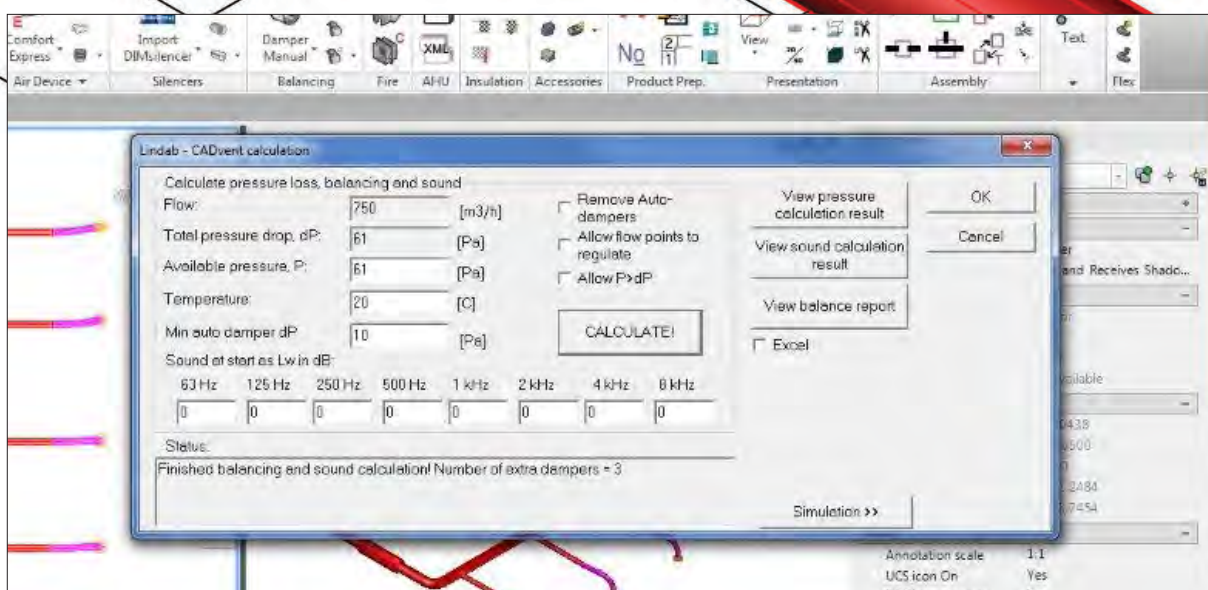 Comfort Import Damper View Text
Express DIMsilencer Manual C XML No 2 1
Air Device Silencers Balancing Fire AHU Insulation Accessories Product Prep. Presentation Assembly Flex
Lindab - CADvent calculation
Calculate pressure loss, balancing and sound
Flow: 750 [m3/h]
Total pressure drop, dP: 61 [Pa]
Available pressure, P: 61 [Pa]
Temperature: 20 [C]
Min auto damper dP 10 [Pa]
Remove Auto-
dampers
Allow flow points to
regulate
Allow P>dP
CALCULATE!
View pressure
calculation result
View sound calculation
result
View balance report
Excel
OK
Cancel
Sound at start as Lw in dB:
63 Hz 125 Hz 250 Hz 500 Hz 1 kHz 2 kHz 4 kHz 8 kHz
0 0 0 0 0 0 0 0
Status:
Finished balancing and sound calculation! Number of extra dampers = 3
Simulation >>
and Receives Shado...
Annotation scale 1:1
UCS icon On Yes